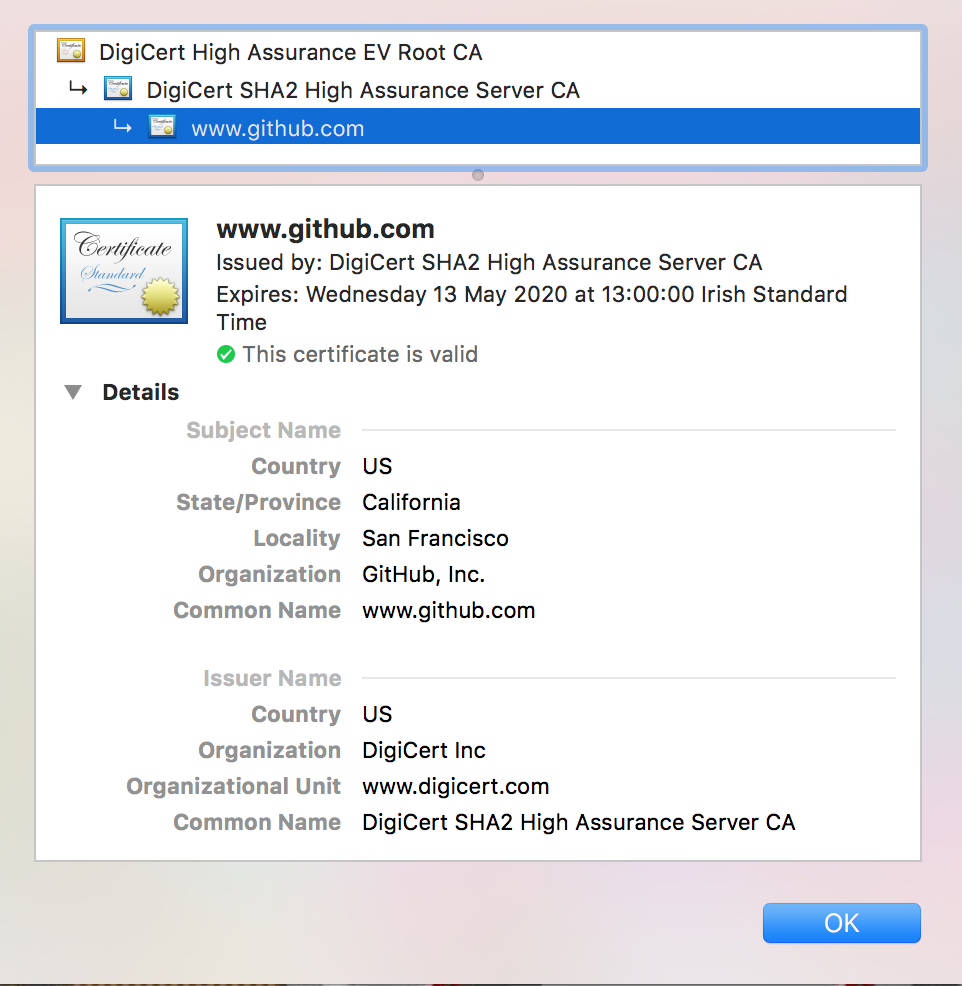 DigiCert High Assurance EV Root CA
DigiCert SHA2 High Assurance Server CA
www.github.com
Certificate
Standard
www.github.com
Issued by: DigiCert SHA2 High Assurance Server CA
Expires: Wednesday 13 May 2020 at 13:00:00 Irish Standard
Time
This certificate is valid
Details
Subject Name
Country US
State/Province California
Locality San Francisco
Organization GitHub, Inc.
Common Name www.github.com
Issuer Name
Country US
Organization DigiCert Inc
Organizational Unit www.digicert.com
Common Name DigiCert SHA2 High Assurance Server CA
OK